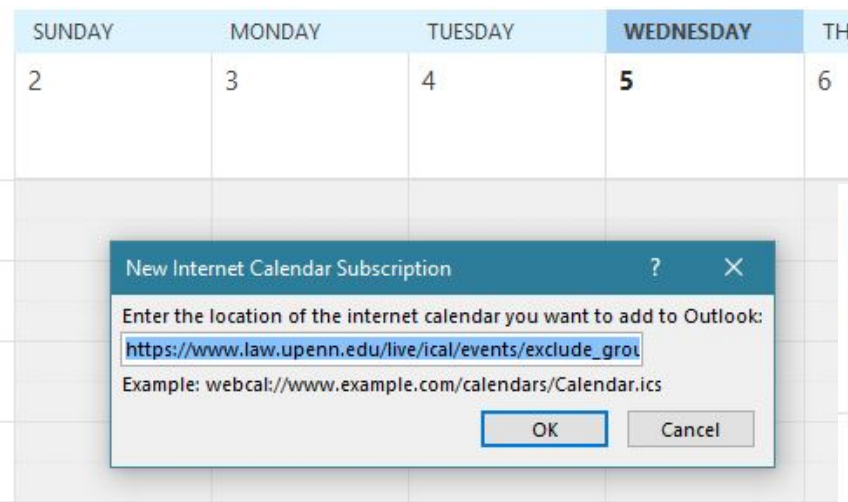 SUNDAY MONDAY TUESDAY WEDNESDAY TH
2 3 4 5 6
New Internet Calendar Subscription ?
Enter the location of the internet calendar you want to add to Outlook:
https://www.law.upenn.edu/live/ical/events/exclude_grou
Example: webcal://www.example.com/calendars/Calendar.ics
OK Cancel